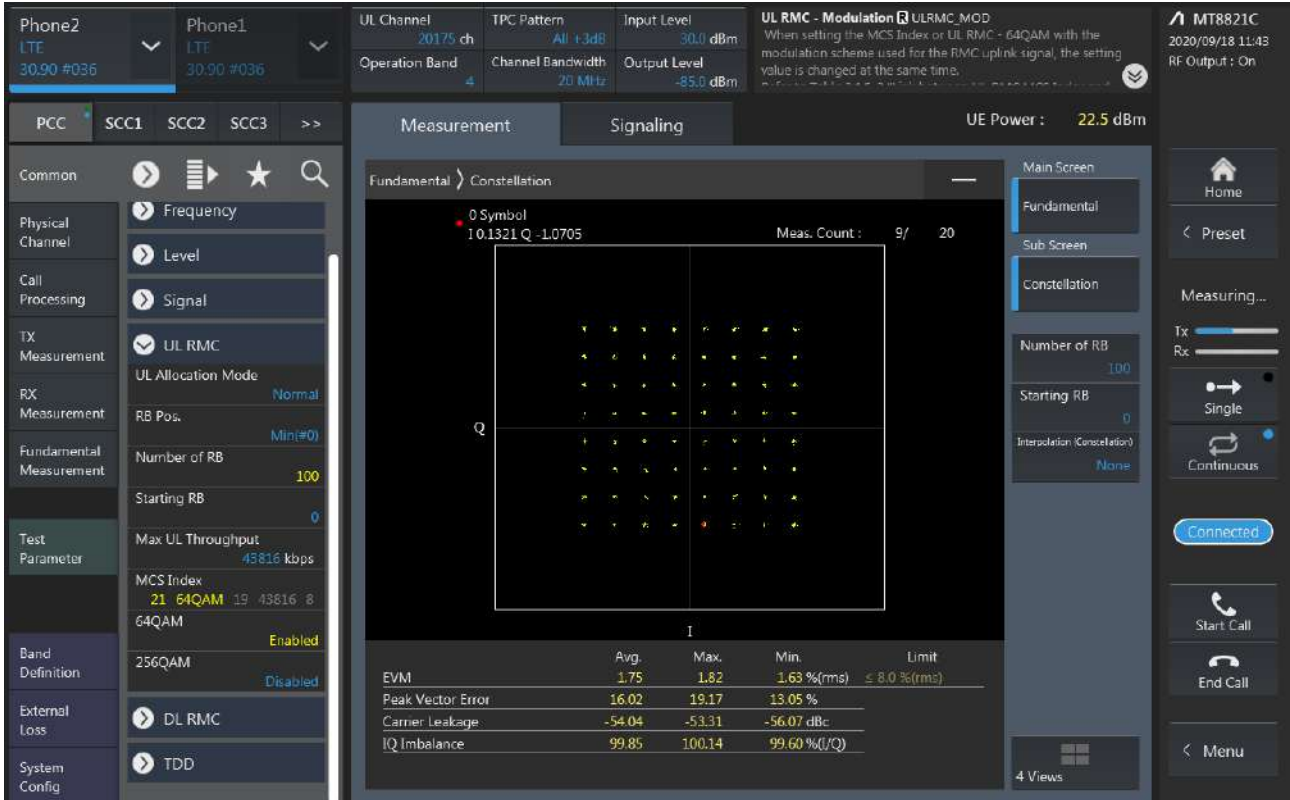 Phone2
LTE
30.90 #036
Phone1
LTE
30.90 #036
UL Channel
20175 ch
TPC Pattern
All +3dB
Input Level
30.0 dBm
Operation Band
4
Channel Bandwidth
20 MHz
Output Level
-85.0 dBm
UL RMC - Modulation R ULRMC_MOD
When setting the MCS Index or UL RMC - 64QAM with the
modulation scheme used for the RMC uplink signal, the setting
value is changed at the same time.
MT8821C
2020/09/18 11:43
RF Output : On
PCC SCC1 SCC2 SCC3 >>
Measurement
Signaling
UE Power : 22.5 dBm
Common
Physical
Channel
Call
Processing
TX
Measurement
RX
Measurement
Fundamental
Measurement
Test
Parameter
Band
Definition
External
Loss
System
Config
Frequency
Level
Signal
UL RMC
UL Allocation Mode
Normal
RB Pos.
Min(#0)
Number of RB
100
Starting RB
0
Max UL Throughput
43816 kbps
MCS Index
21 64QAM 19 43816 8
64QAM
Enabled
256QAM
Disabled
DL RMC
TDD
Fundamental Constellation
0 Symbol
I 0.1321 Q -1.0705
Meas. Count : 9/ 20
Q
I
Avg. Max. Min. Limit
EVM 1.75 1.82 1.63 %(rms) ≤ 8.0 %(rms)
Peak Vector Error 16.02 19.17 13.05 %
Carrier Leakage -54.04 -53.31 -56.07 dBc
IQ Imbalance 99.85 100.14 99.60 %(I/Q)
Main Screen
Fundamental
Sub Screen
Constellation
Number of RB
100
Starting RB
0
Interpolation (Constellation)
None
4 Views
Home
< Preset
Measuring...
Tx
Rx
Single
Continuous
Connected
Start Call
End Call
< Menu